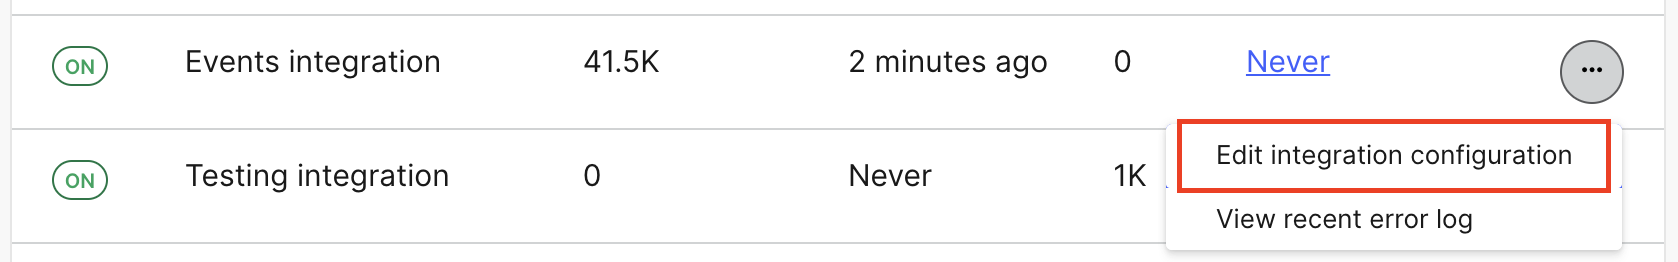 ON Events integration 41.5K 2 minutes ago 0 Never ...
Edit integration configuration
ON Testing integration 0 Never 1K
View recent error log